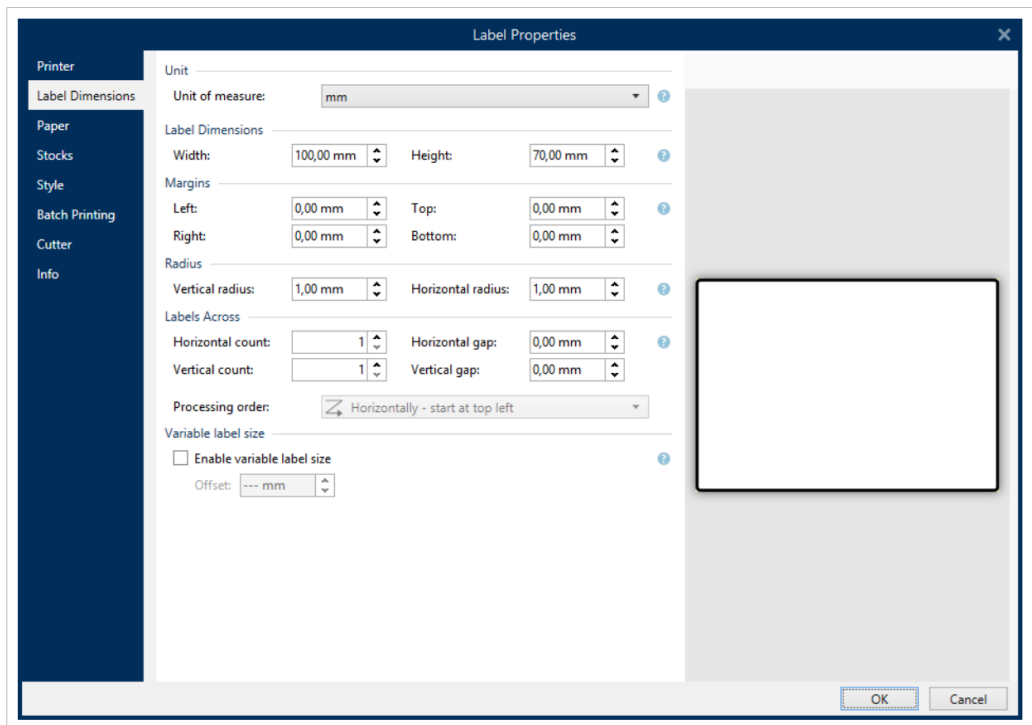 Label Properties
Printer
Label Dimensions
Paper
Stocks
Style
Batch Printing
Cutter
Info
Unit
Unit of measure: mm
Label Dimensions
Width: 100,00 mm Height: 70,00 mm
Margins
Left: 0,00 mm Top: 0,00 mm
Right: 0,00 mm Bottom: 0,00 mm
Radius
Vertical radius: 1,00 mm Horizontal radius: 1,00 mm
Labels Across
Horizontal count: 1 Horizontal gap: 0,00 mm
Vertical count: 1 Vertical gap: 0,00 mm
Processing order: Horizontally - start at top left
Variable label size
Enable variable label size
Offset: --- mm
OK Cancel